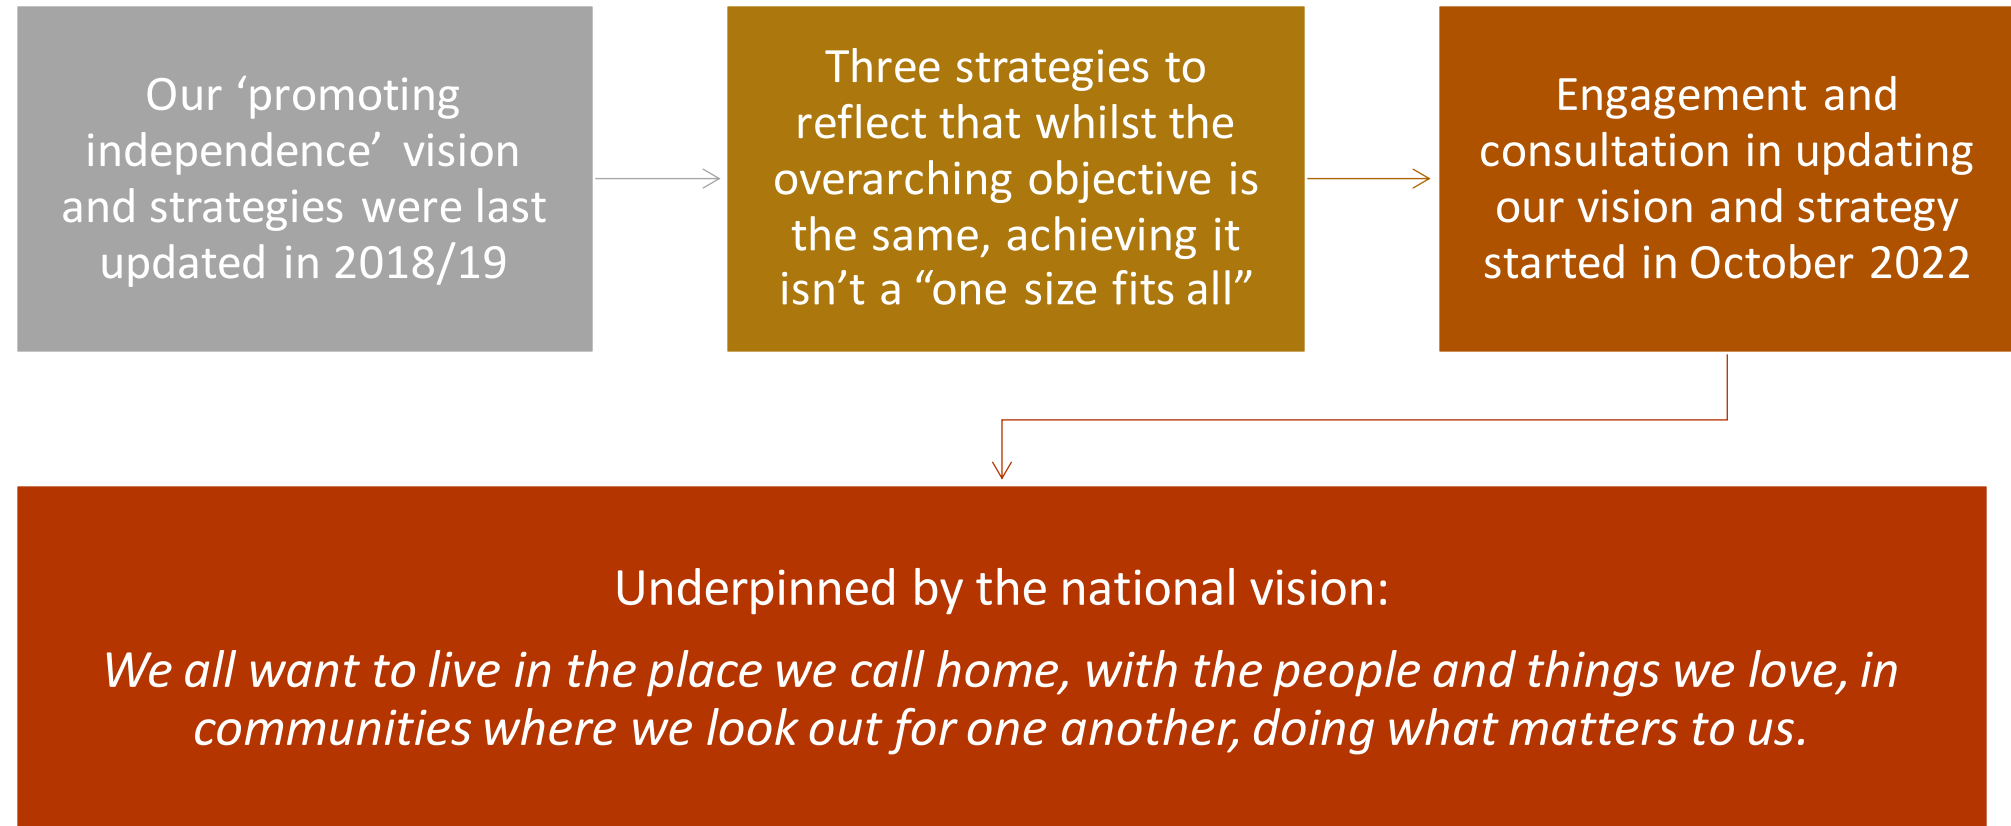 Our ‘promoting
independence’ vision
and strategies were last
updated in 2018/19
Three strategies to
reflect that whilst the
overarching objective is
the same, achieving it
isn’t a “one size fits all”
Engagement and
consultation in updating
our vision and strategy
started in October 2022
Underpinned by the national vision:
We all want to live in the place we call home, with the people and things we love, in
communities where we look out for one another, doing what matters to us.